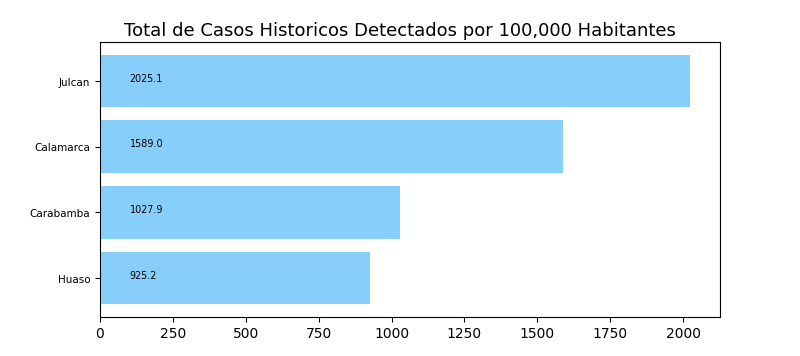 Total de Casos Historicos Detectados por 100,000 Habitantes
Julcan 2025.1
Calamarca 1589.0
Carabamba 1027.9
Huaso 925.2
0 250 500 750 1000 1250 1500 1750 2000